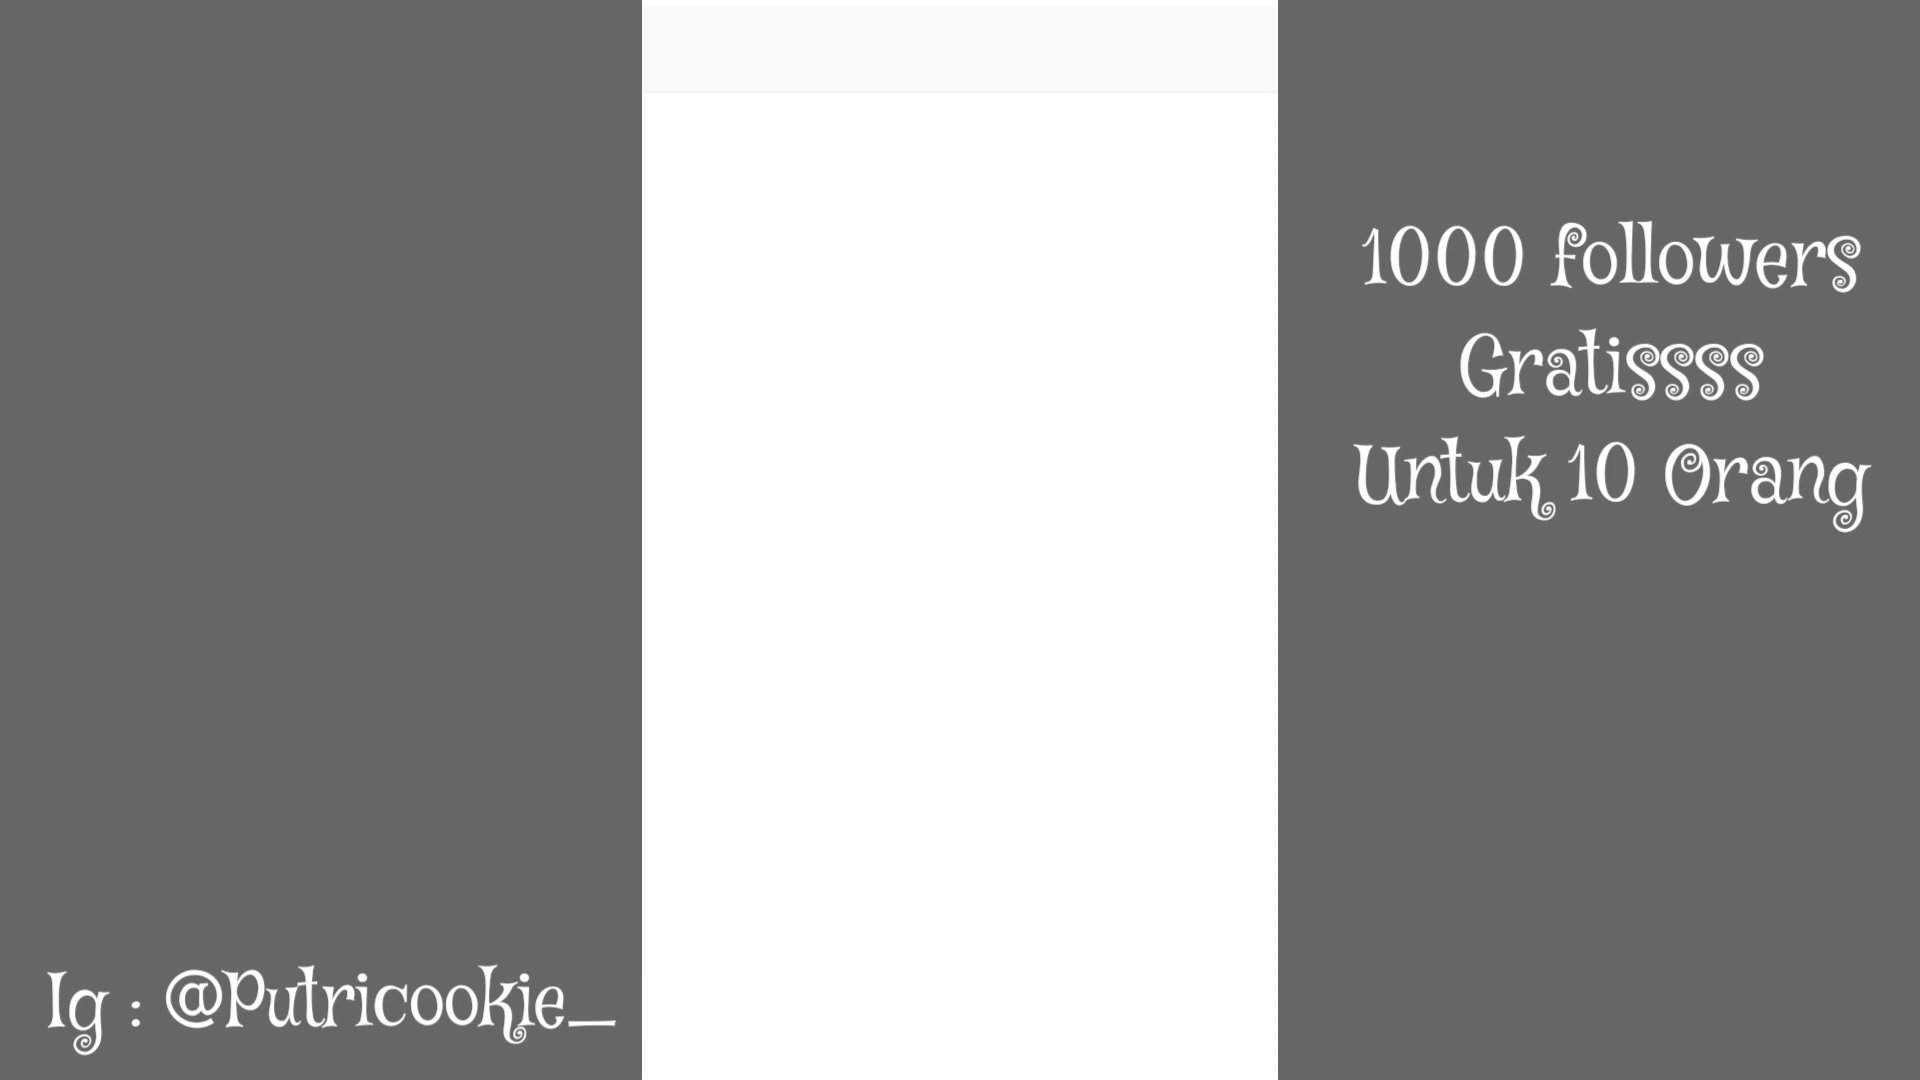 1000 followers
Gratissss
Untuk 10 Orang
Ig : @Putricookie_